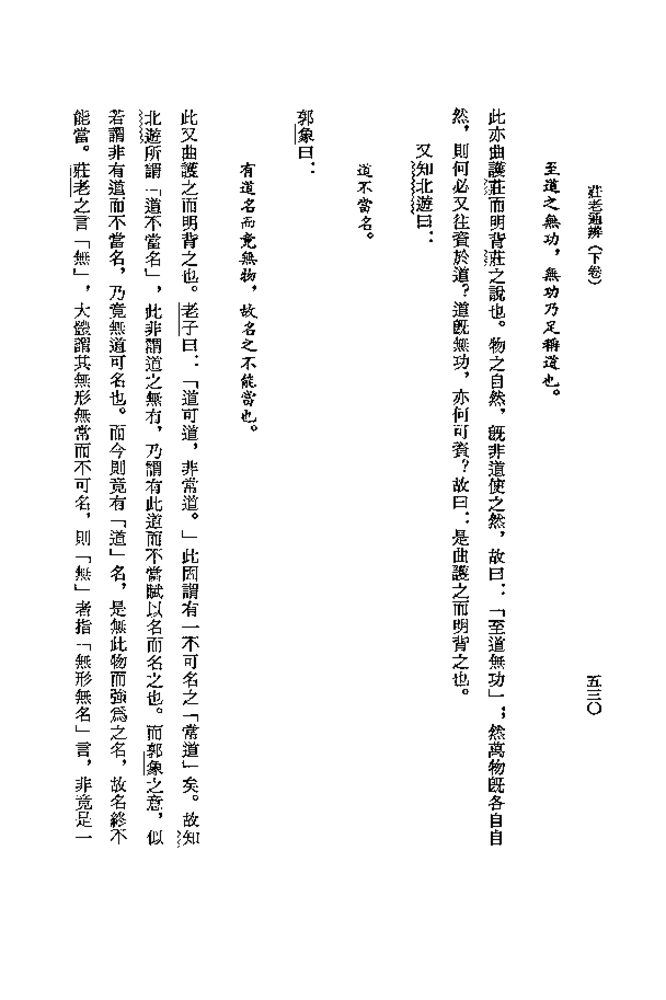 莊老通辨（下卷）
五三〇
至道之無功，無功乃足稱道也。
此亦曲護莊而明背莊之說也。物之自然，既非道使之然，故曰：「至道無功」；然萬物既各自自
然，則何必又往資於道？道既無功，亦何可資？故曰：是曲護之而明背之也。
又知北遊曰：
道不當名。
郭象曰：
有道名而竟無物，故名之不能當也。
此又曲護之而明背之也。老子曰：「道可道，非常道。」此固謂有一不可名之「常道」矣。故知
北遊所謂「道不當名」，此非謂道之無有，乃謂有此道而不當賦以名而名之也。而郭象之意，似
若謂非有道而不當名，乃竟無道可名也。而今則竟有「道」名，是無此物而強為之名，故名終不
能當。莊老之言「無」，大體謂其無形無常而不可名，則「無」者指「無形無名」言，非竟是一